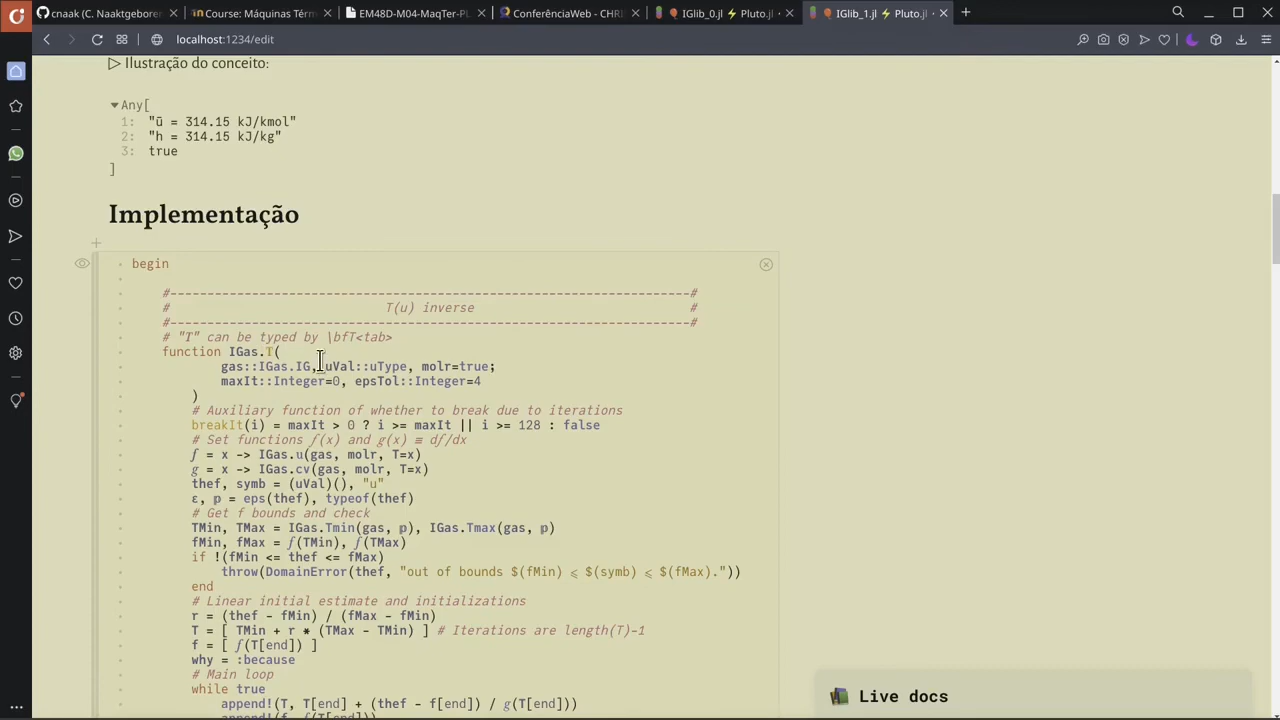 cnaak (C. Naaktgebore
Course: Máquinas Térm
EM48D-M04-MaqTer-PL
ConferênciaWeb - CHRI
IGlib_0.jl ⚡ Pluto.jl
IGlib_1.jl ⚡ Pluto.jl
localhost:1234/edit
▷ Ilustração do conceito:
▼Any[
1: "ū = 314.15 kJ/kmol"
2: "h = 314.15 kJ/kg"
3: true
]
Implementação
begin
#----------------------------------------------------------------------#
# T(u) inverse #
#----------------------------------------------------------------------#
# "𝐓" can be typed by \bfT<tab>
function IGas.𝐓(
gas::IGas.IG, uVal::uType, molr=true;
maxIt::Integer=0, epsTol::Integer=4
)
# Auxiliary function of whether to break due to iterations
breakIt(i) = maxIt > 0 ? i >= maxIt || i >= 128 : false
# Set functions 𝑓(x) and 𝑔(x) ≡ d𝑓/dx
𝑓 = x -> IGas.u(gas, molr, T=x)
𝑔 = x -> IGas.cv(gas, molr, T=x)
thef, symb = (uVal)(), "u"
ε, 𝕡 = eps(thef), typeof(thef)
# Get f bounds and check
TMin, TMax = IGas.Tmin(gas, 𝕡), IGas.Tmax(gas, 𝕡)
fMin, fMax = 𝑓(TMin), 𝑓(TMax)
if !(fMin <= thef <= fMax)
throw(DomainError(thef, "out of bounds $(fMin) ⩽ $(symb) ⩽ $(fMax)."))
end
# Linear initial estimate and initializations
r = (thef - fMin) / (fMax - fMin)
T = [ TMin + r * (TMax - TMin) ] # Iterations are length(T)-1
f = [ 𝑓(T[end]) ]
why = :because
# Main loop
while true
append!(T, T[end] + (thef - f[end]) / 𝑔(T[end]))
append!(f, 𝑓(T[end]))
Live docs